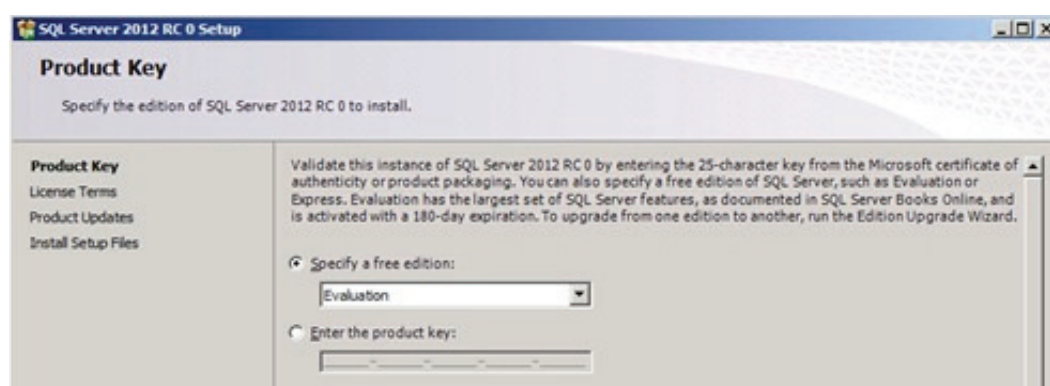 SQL Server 2012 RC 0 Setup
Product Key
Specify the edition of SQL Server 2012 RC 0 to install.
Product Key
License Terms
Product Updates
Install Setup Files
Validate this instance of SQL Server 2012 RC 0 by entering the 25-character key from the Microsoft certificate of
authenticity or product packaging. You can also specify a free edition of SQL Server, such as Evaluation or
Express. Evaluation has the largest set of SQL Server features, as documented in SQL Server Books Online, and
is activated with a 180-day expiration. To upgrade from one edition to another, run the Edition Upgrade Wizard.
Specify a free edition:
Evaluation
Enter the product key: